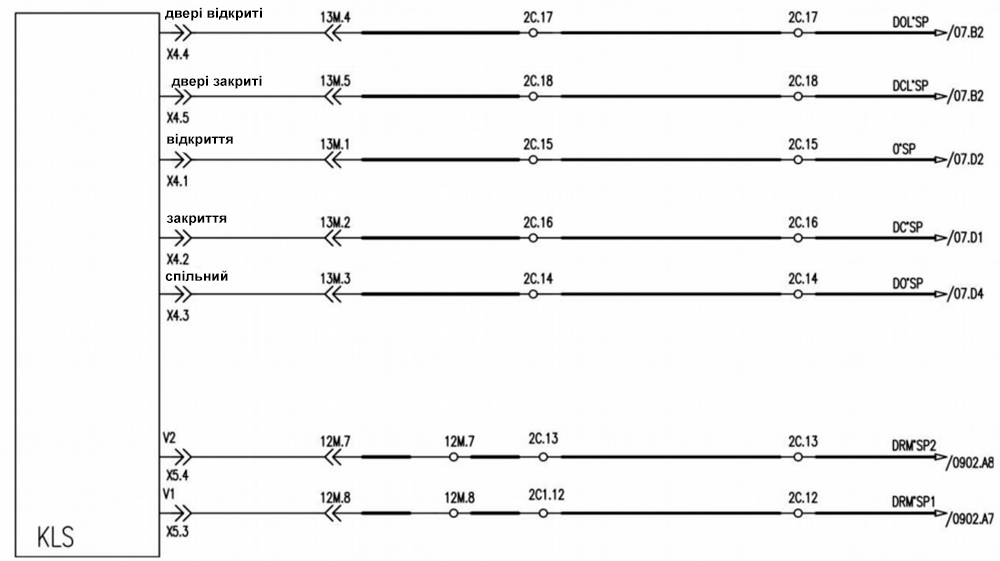 двері відкриті 13M.4 2C.17 2C.17 DOL*SP /07.B2
X4.4
двері закриті 13M.5 2C.18 2C.18 DCL*SP /07.B2
X4.5
відкриття 13M.1 2C.15 2C.15 O*SP /07.D2
X4.1
закриття 13M.2 2C.16 2C.16 DC*SP /07.D1
X4.2
спільний 13M.3 2C.14 2C.14 DO*SP /07.D4
X4.3
V2 12M.7 12M.7 2C.13 2C.13 DRM*SP2 /0902.A8
X5.4
V1 12M.8 12M.8 2C1.12 2C.12 DRM*SP1 /0902.A7
X5.3
KLS